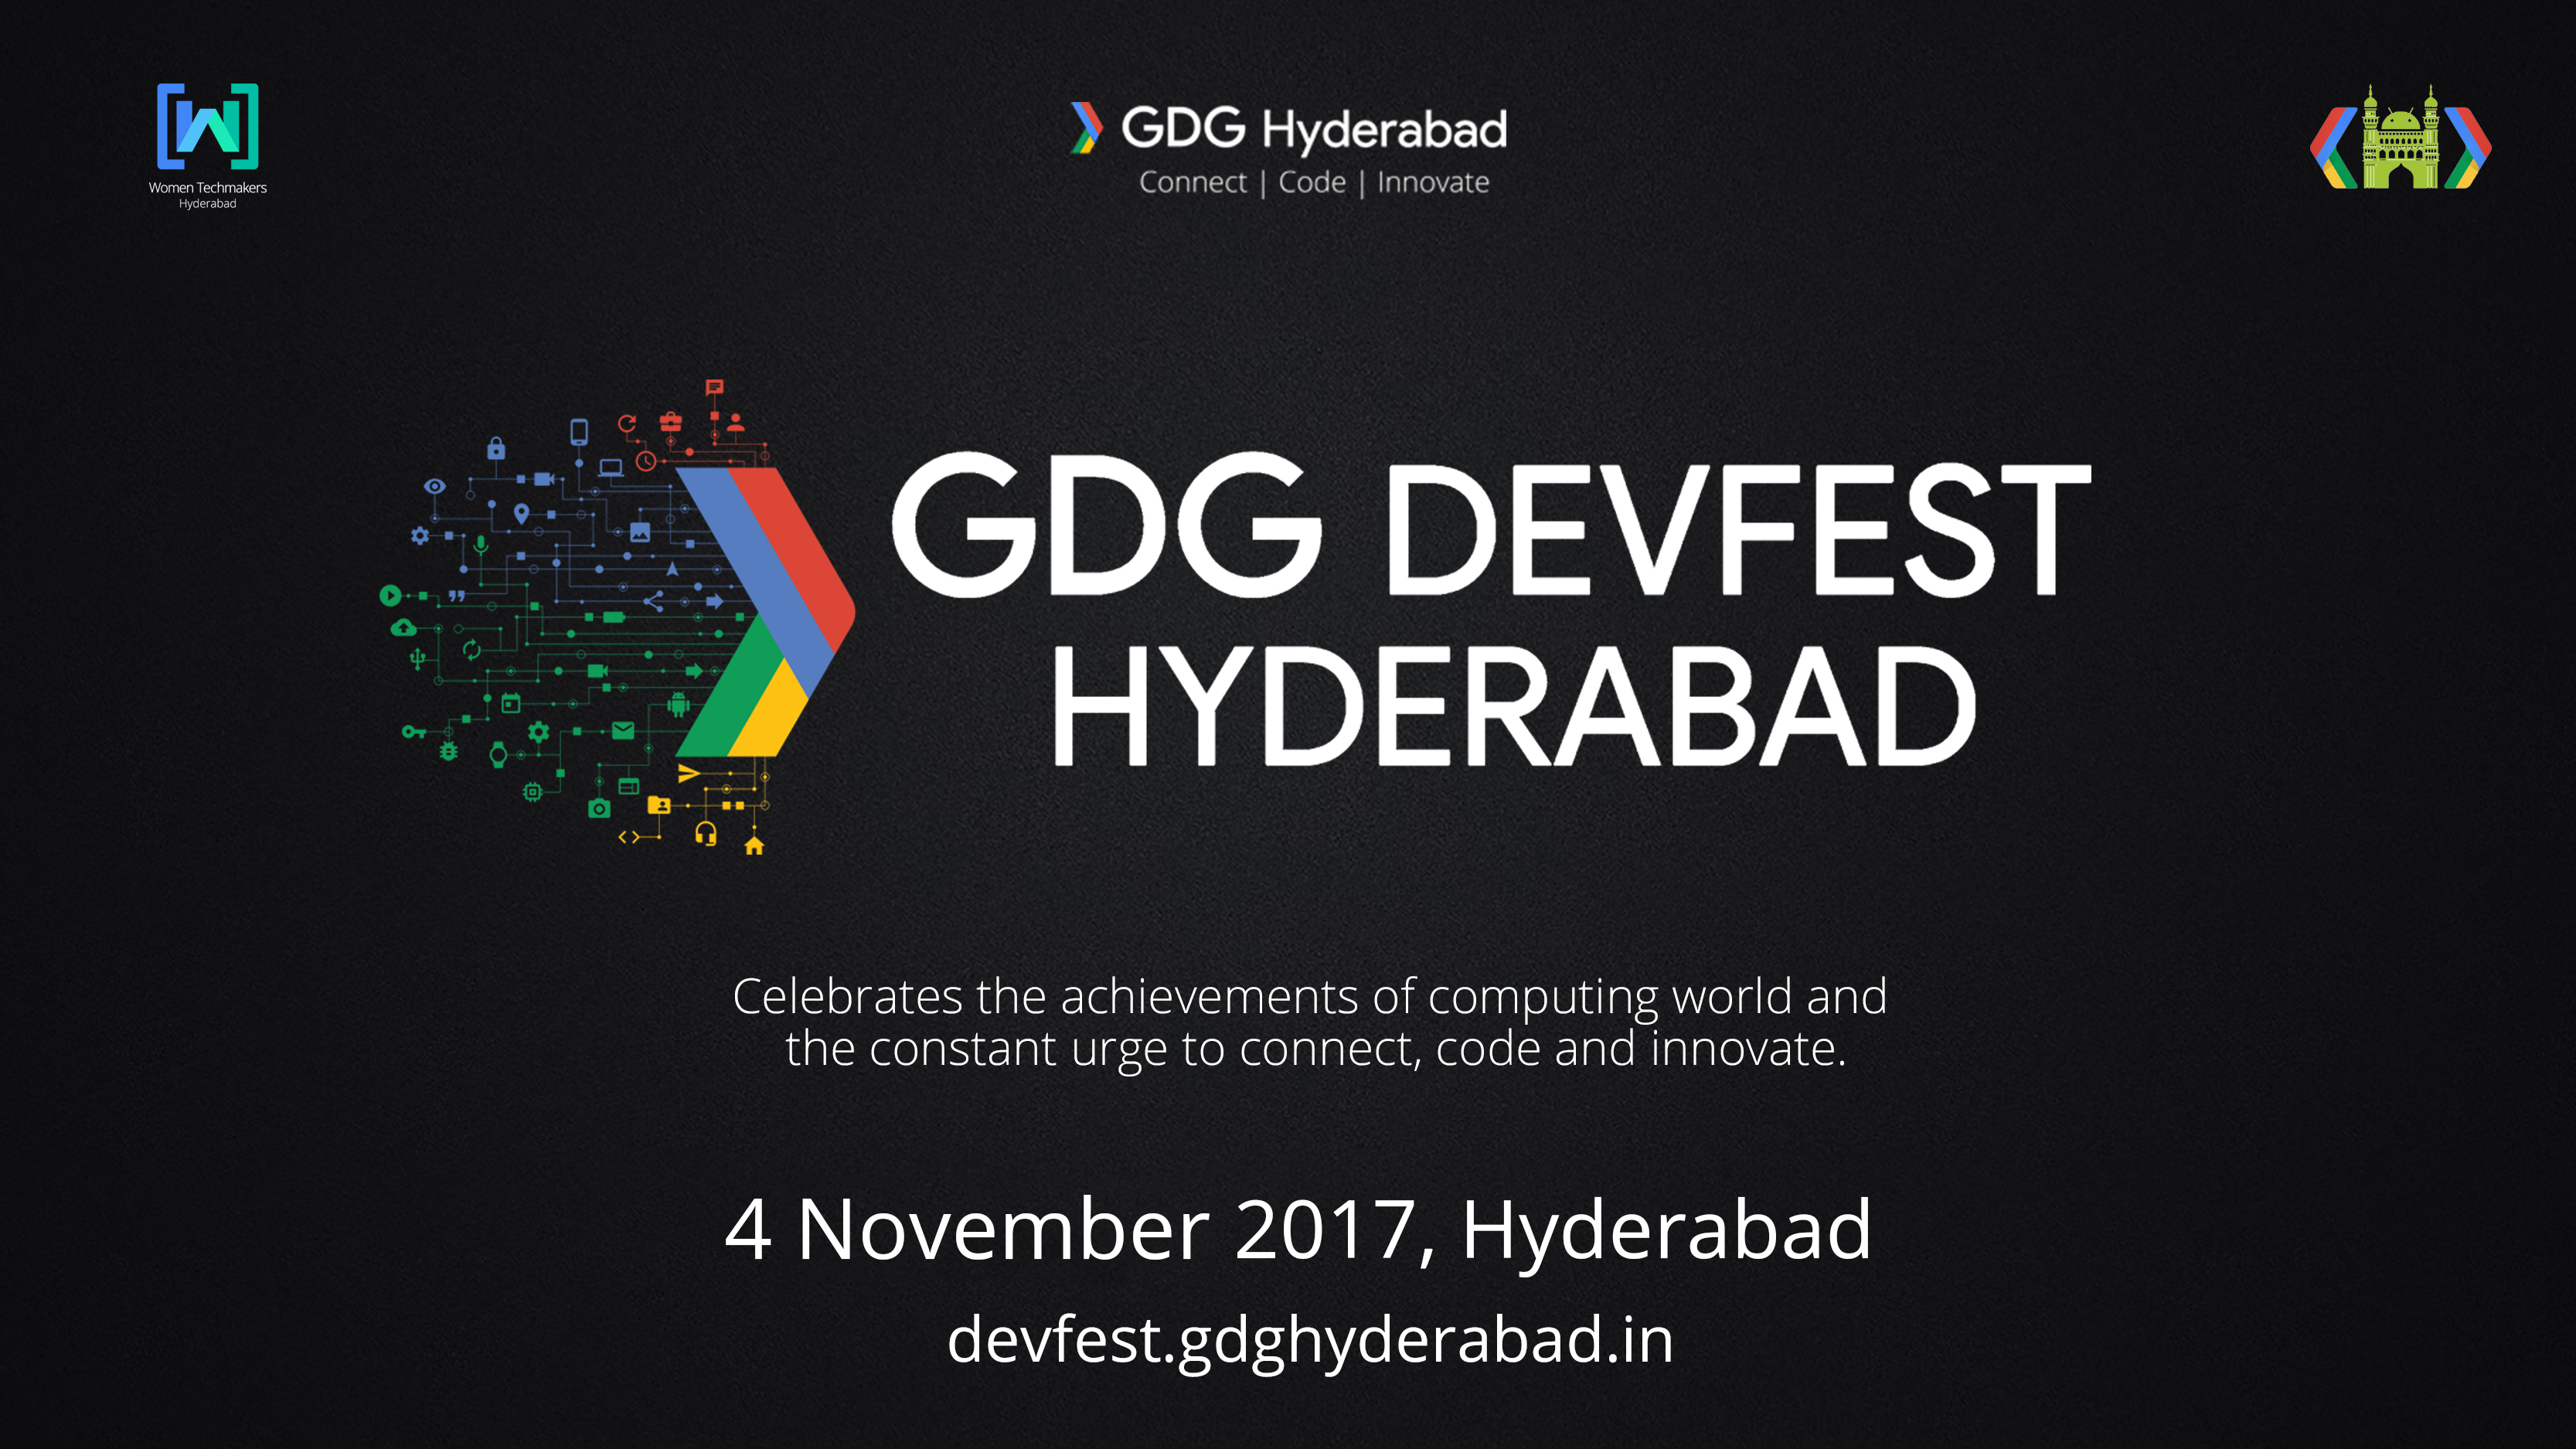 Women Techmakers
Hyderabad
GDG Hyderabad
Connect | Code | Innovate
GDG DEVFEST
HYDERABAD
Celebrates the achievements of computing world and
the constant urge to connect, code and innovate.
4 November 2017, Hyderabad
devfest.gdghyderabad.in